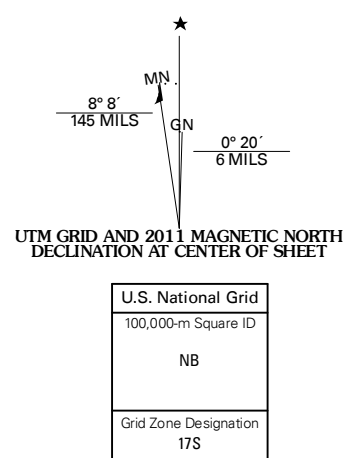 MN
8° 8´
145 MILS
GN
0° 20´
6 MILS
UTM GRID AND 2011 MAGNETIC NORTH
DECLINATION AT CENTER OF SHEET
U.S. National Grid
100,000-m Square ID
NB
Grid Zone Designation
17S